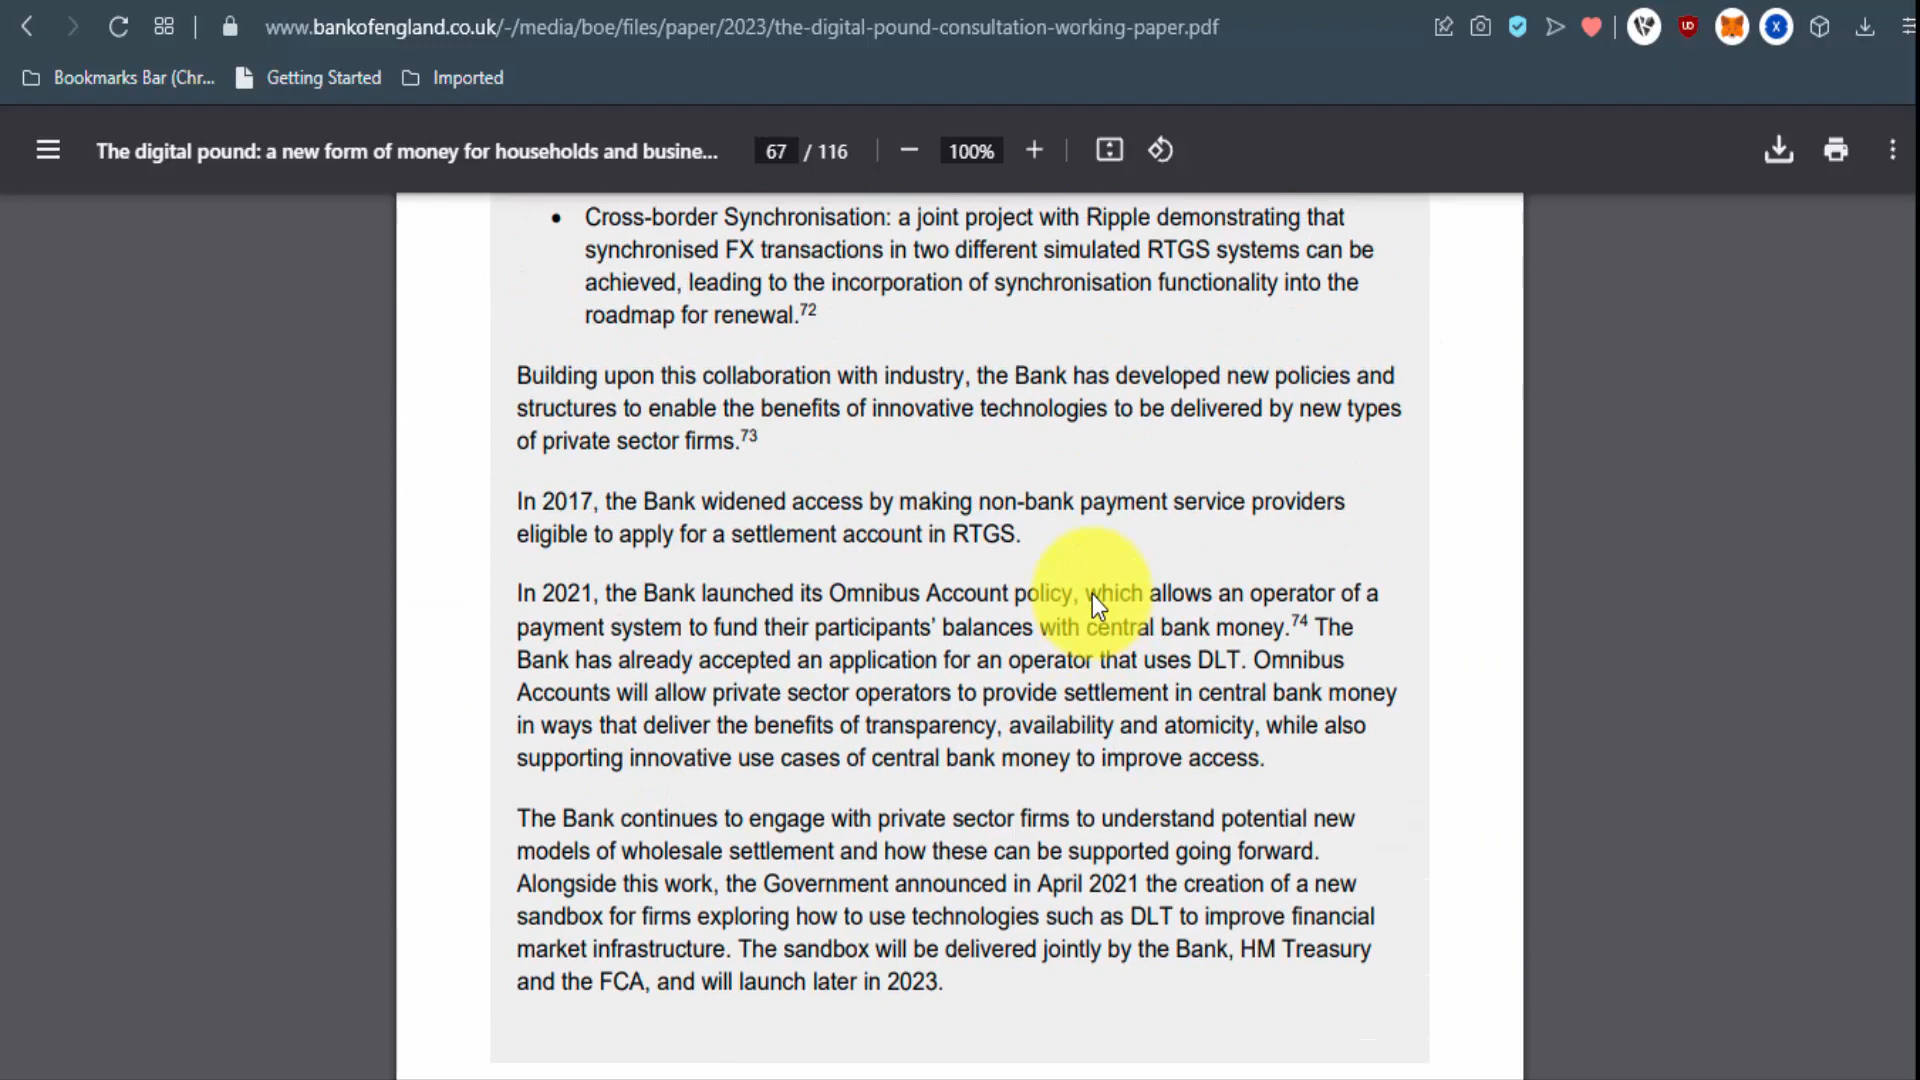 www.bankofengland.co.uk/-/media/boe/files/paper/2023/the-digital-pound-consultation-working-paper.pdf
Bookmarks Bar (Chr... Getting Started Imported
The digital pound: a new form of money for households and busine... 67 / 116 − 100% +
• Cross-border Synchronisation: a joint project with Ripple demonstrating that
synchronised FX transactions in two different simulated RTGS systems can be
achieved, leading to the incorporation of synchronisation functionality into the
roadmap for renewal.72
Building upon this collaboration with industry, the Bank has developed new policies and
structures to enable the benefits of innovative technologies to be delivered by new types
of private sector firms.73
In 2017, the Bank widened access by making non-bank payment service providers
eligible to apply for a settlement account in RTGS.
In 2021, the Bank launched its Omnibus Account policy, which allows an operator of a
payment system to fund their participants’ balances with central bank money.74 The
Bank has already accepted an application for an operator that uses DLT. Omnibus
Accounts will allow private sector operators to provide settlement in central bank money
in ways that deliver the benefits of transparency, availability and atomicity, while also
supporting innovative use cases of central bank money to improve access.
The Bank continues to engage with private sector firms to understand potential new
models of wholesale settlement and how these can be supported going forward.
Alongside this work, the Government announced in April 2021 the creation of a new
sandbox for firms exploring how to use technologies such as DLT to improve financial
market infrastructure. The sandbox will be delivered jointly by the Bank, HM Treasury
and the FCA, and will launch later in 2023.